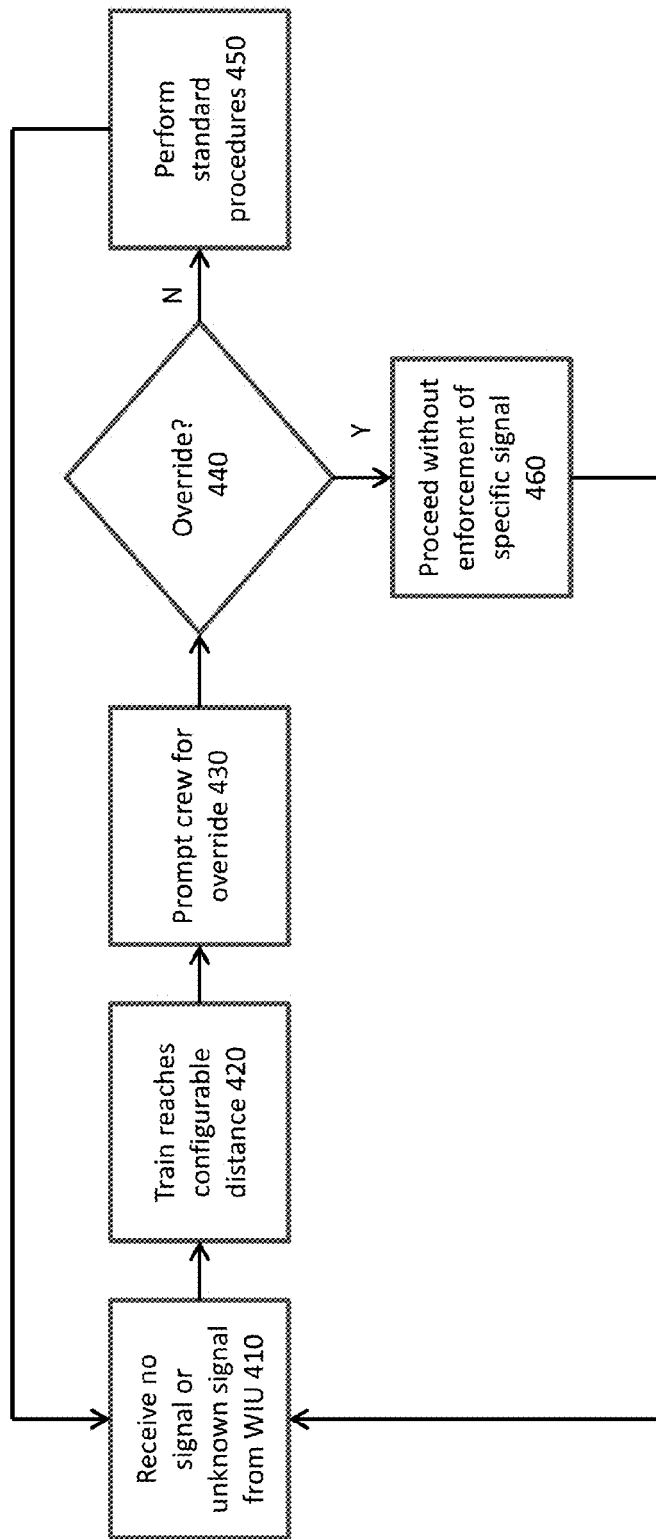 Receive no
signal or
unknown signal
from WIU 410
Train reaches
configurable
distance 420
Prompt crew for
override 430
Override?
440
N
Perform
standard
procedures 450
Y
Proceed without
enforcement of
specific signal
460